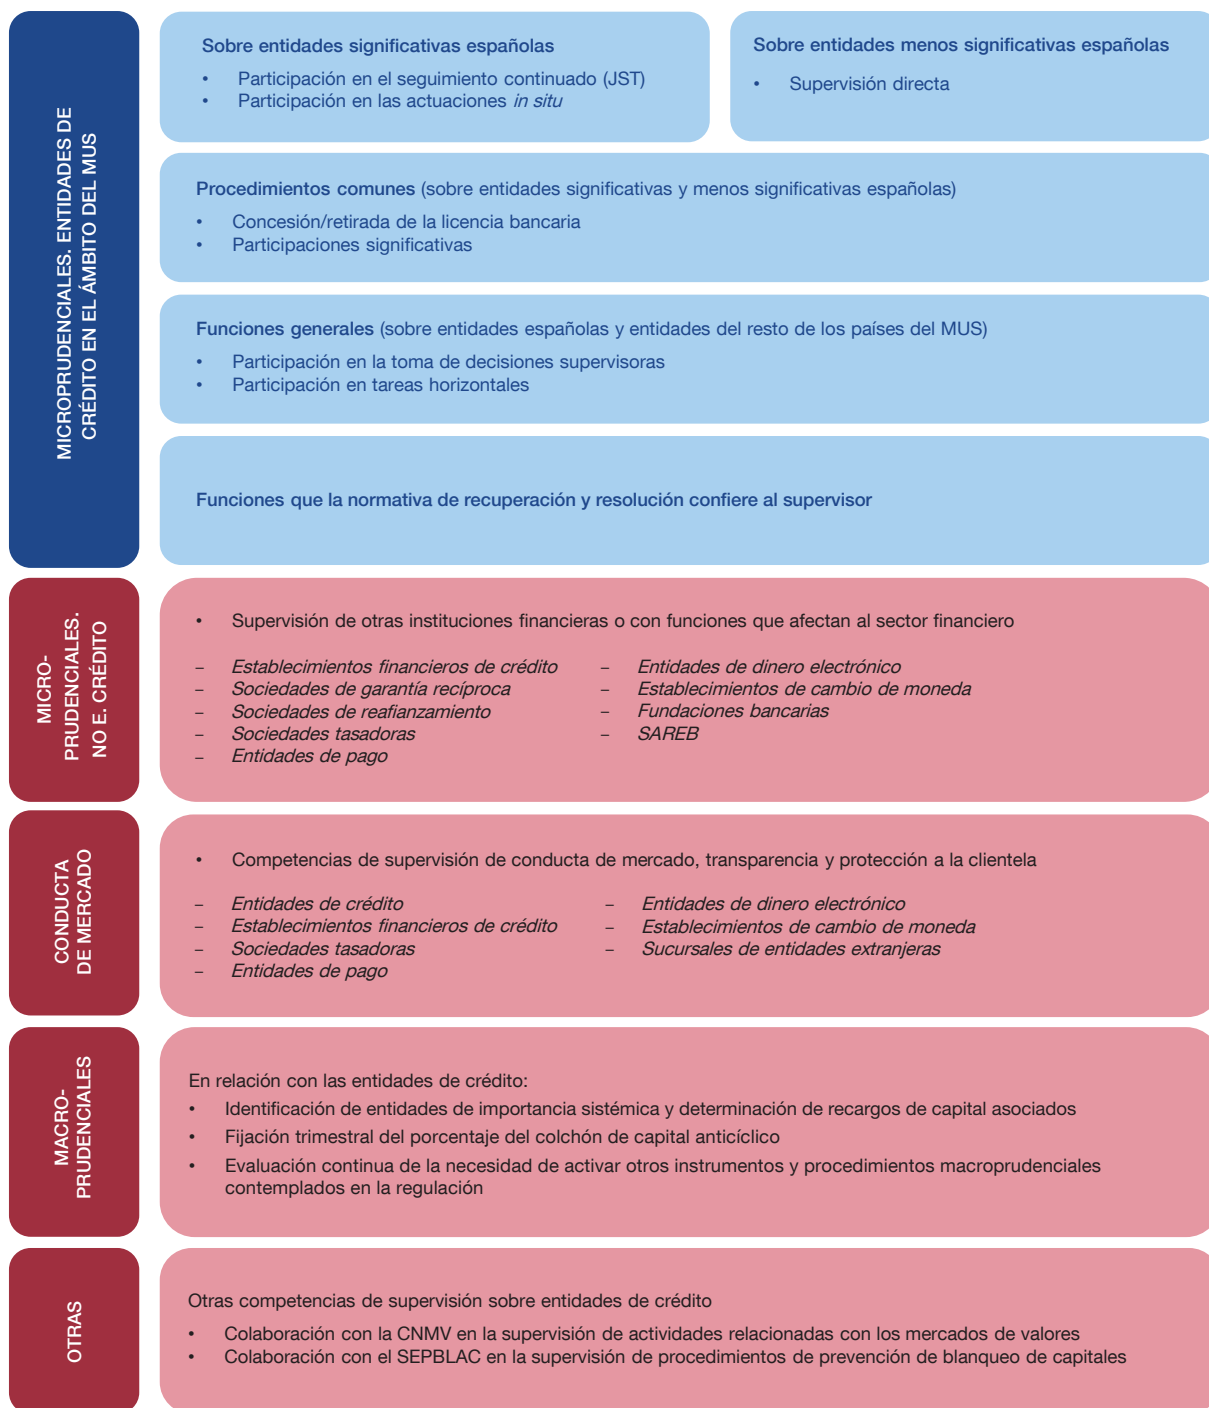 MICROPRUDENCIALES. ENTIDADES DE
CRÉDITO EN EL ÁMBITO DEL MUS
Sobre entidades significativas españolas
• Participación en el seguimiento continuado (JST)
• Participación en las actuaciones in situ
Sobre entidades menos significativas españolas
• Supervisión directa
Procedimientos comunes (sobre entidades significativas y menos significativas españolas)
• Concesión/retirada de la licencia bancaria
• Participaciones significativas
Funciones generales (sobre entidades españolas y entidades del resto de los países del MUS)
• Participación en la toma de decisiones supervisoras
• Participación en tareas horizontales
Funciones que la normativa de recuperación y resolución confiere al supervisor
MICRO-
PRUDENCIALES.
NO E. CRÉDITO
• Supervisión de otras instituciones financieras o con funciones que afectan al sector financiero
– Establecimientos financieros de crédito
– Sociedades de garantía recíproca
– Sociedades de reafianzamiento
– Sociedades tasadoras
– Entidades de pago
– Entidades de dinero electrónico
– Establecimientos de cambio de moneda
– Fundaciones bancarias
– SAREB
CONDUCTA
DE MERCADO
• Competencias de supervisión de conducta de mercado, transparencia y protección a la clientela
– Entidades de crédito
– Establecimientos financieros de crédito
– Sociedades tasadoras
– Entidades de pago
– Entidades de dinero electrónico
– Establecimientos de cambio de moneda
– Sucursales de entidades extranjeras
MACRO-
PRUDENCIALES
En relación con las entidades de crédito:
• Identificación de entidades de importancia sistémica y determinación de recargos de capital asociados
• Fijación trimestral del porcentaje del colchón de capital anticíclico
• Evaluación continua de la necesidad de activar otros instrumentos y procedimientos macroprudenciales
contemplados en la regulación
OTRAS
Otras competencias de supervisión sobre entidades de crédito
• Colaboración con la CNMV en la supervisión de actividades relacionadas con los mercados de valores
• Colaboración con el SEPBLAC en la supervisión de procedimientos de prevención de blanqueo de capitales